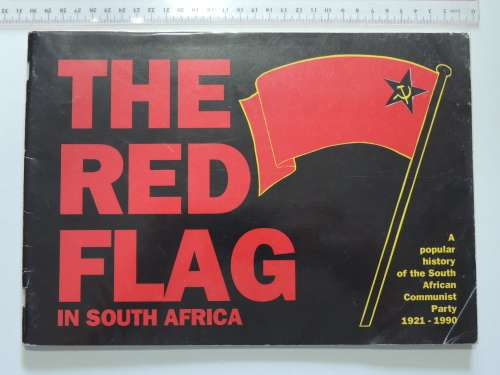 THE
RED
FLAG
IN SOUTH AFRICA
A
popular
history
of the South
African
Communist
Party
1921 - 1990